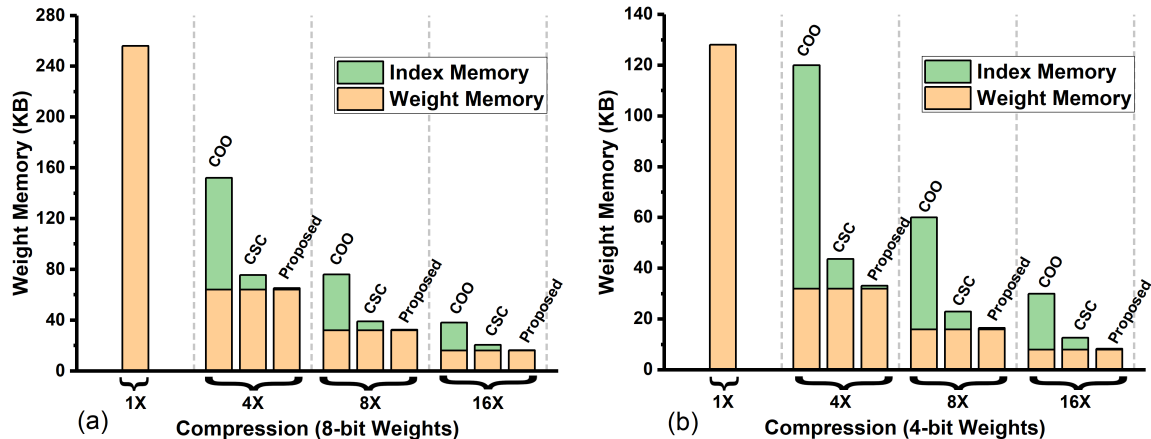 280
240
200
160
120
80
40
0
Weight Memory (KB)
Index Memory
Weight Memory
COO
CSC
Proposed
COO
CSC
Proposed
COO
CSC
Proposed
1X
4X
8X
16X
(a)
Compression (8-bit Weights)
140
120
100
80
60
40
20
0
Weight Memory (KB)
Index Memory
Weight Memory
COO
CSC
Proposed
COO
CSC
Proposed
COO
CSC
Proposed
1X
4X
8X
16X
(b)
Compression (4-bit Weights)